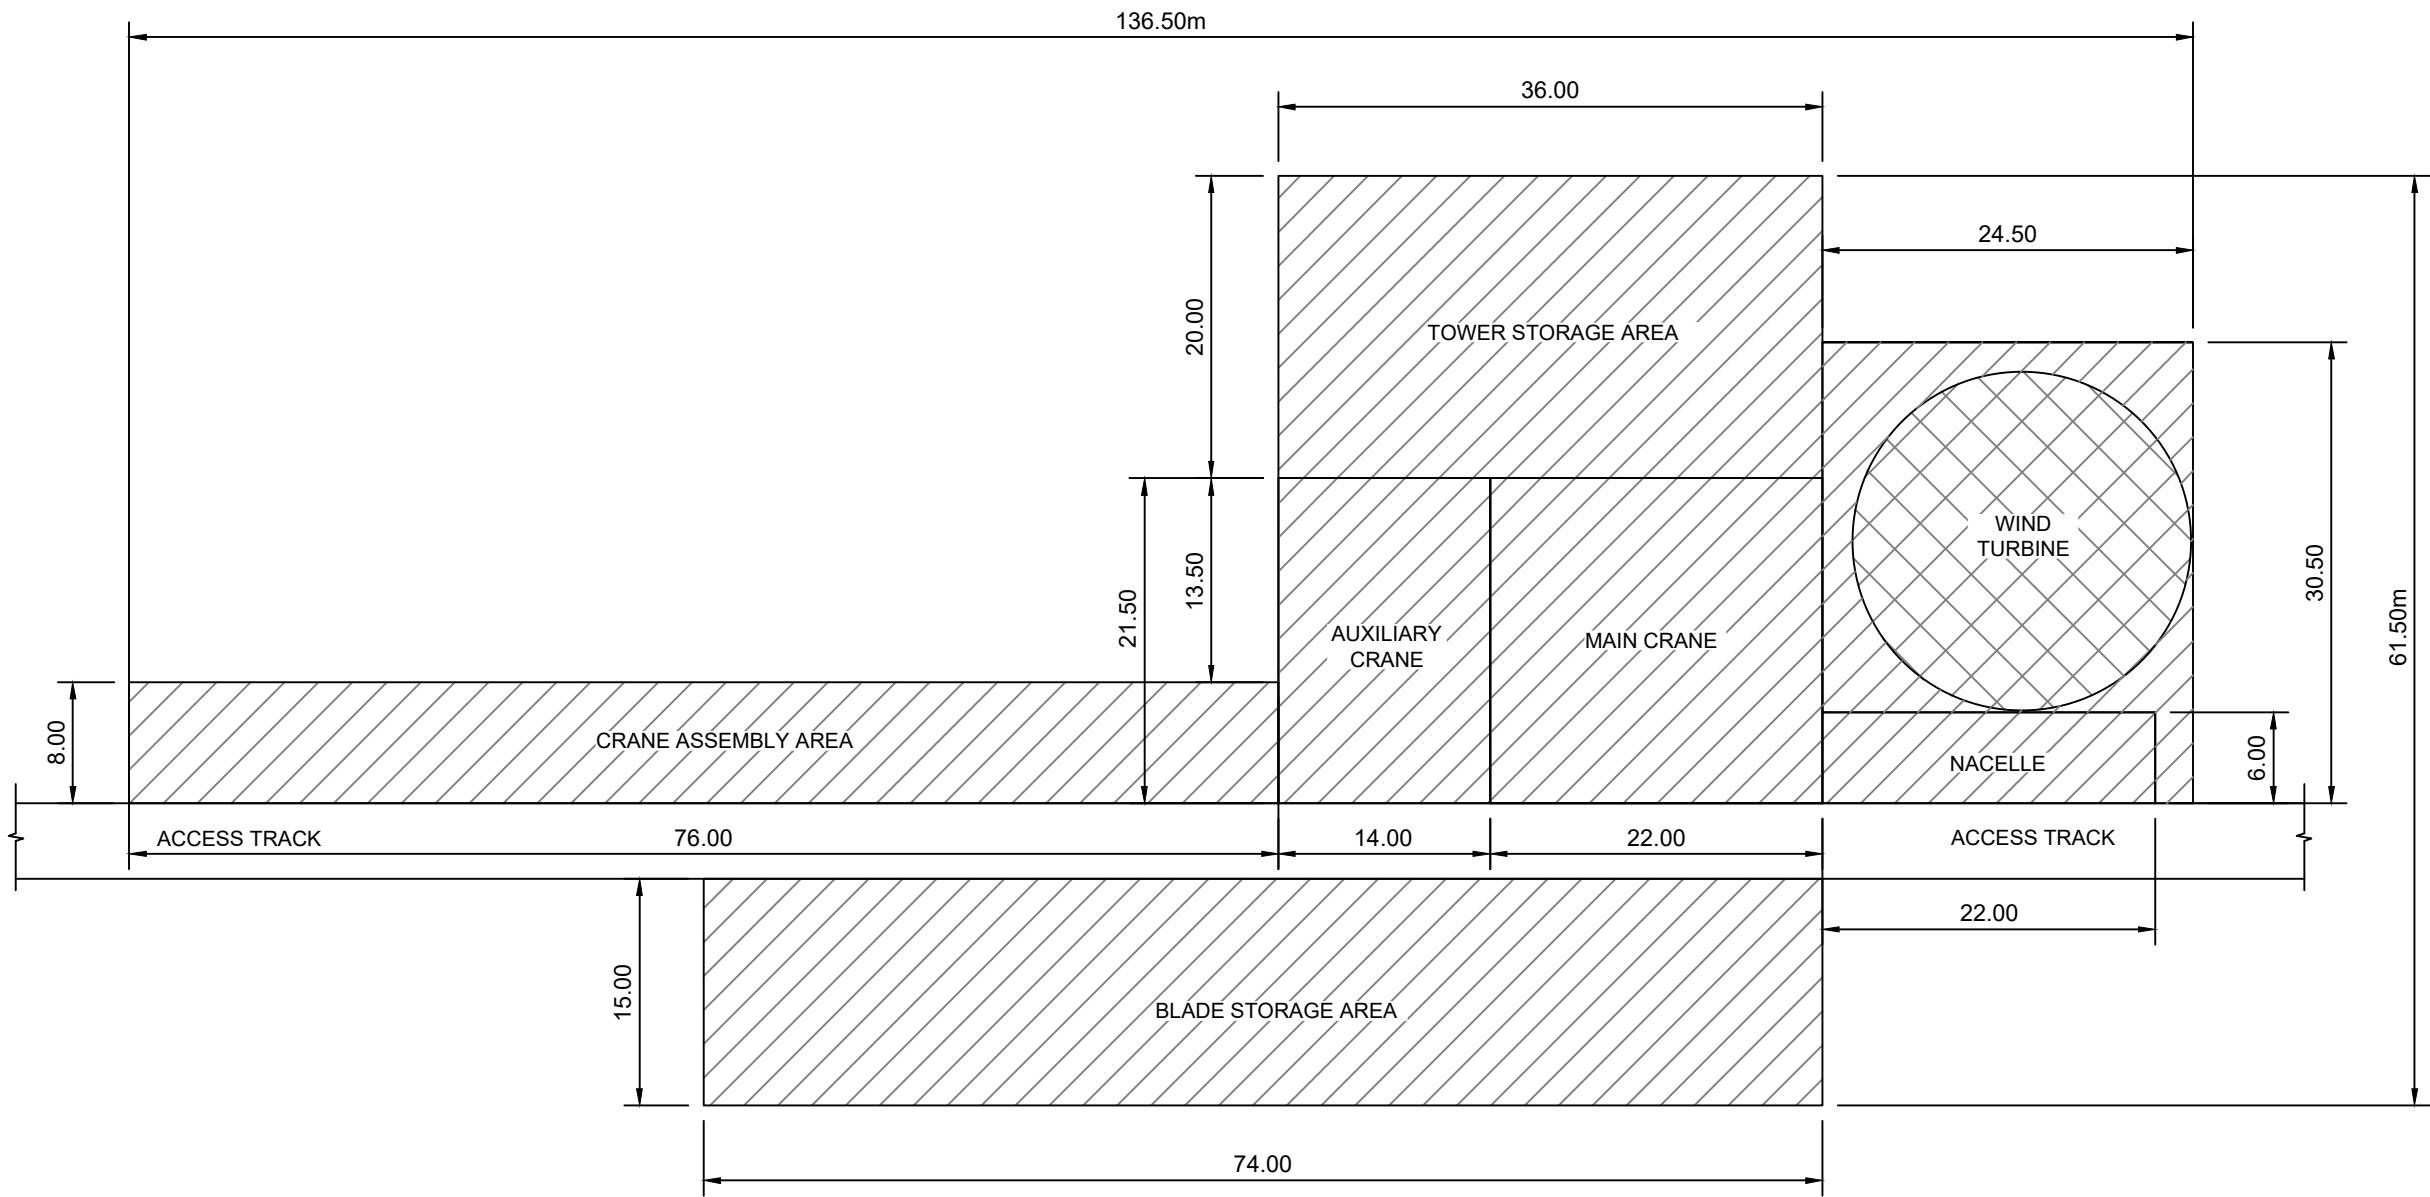 136.50m
36.00
24.50
20.00
TOWER STORAGE AREA
WIND
TURBINE
13.50
30.50
21.50
61.50m
AUXILIARY
CRANE
MAIN CRANE
8.00
CRANE ASSEMBLY AREA
NACELLE
6.00
ACCESS TRACK
76.00
14.00
22.00
ACCESS TRACK
22.00
15.00
BLADE STORAGE AREA
74.00